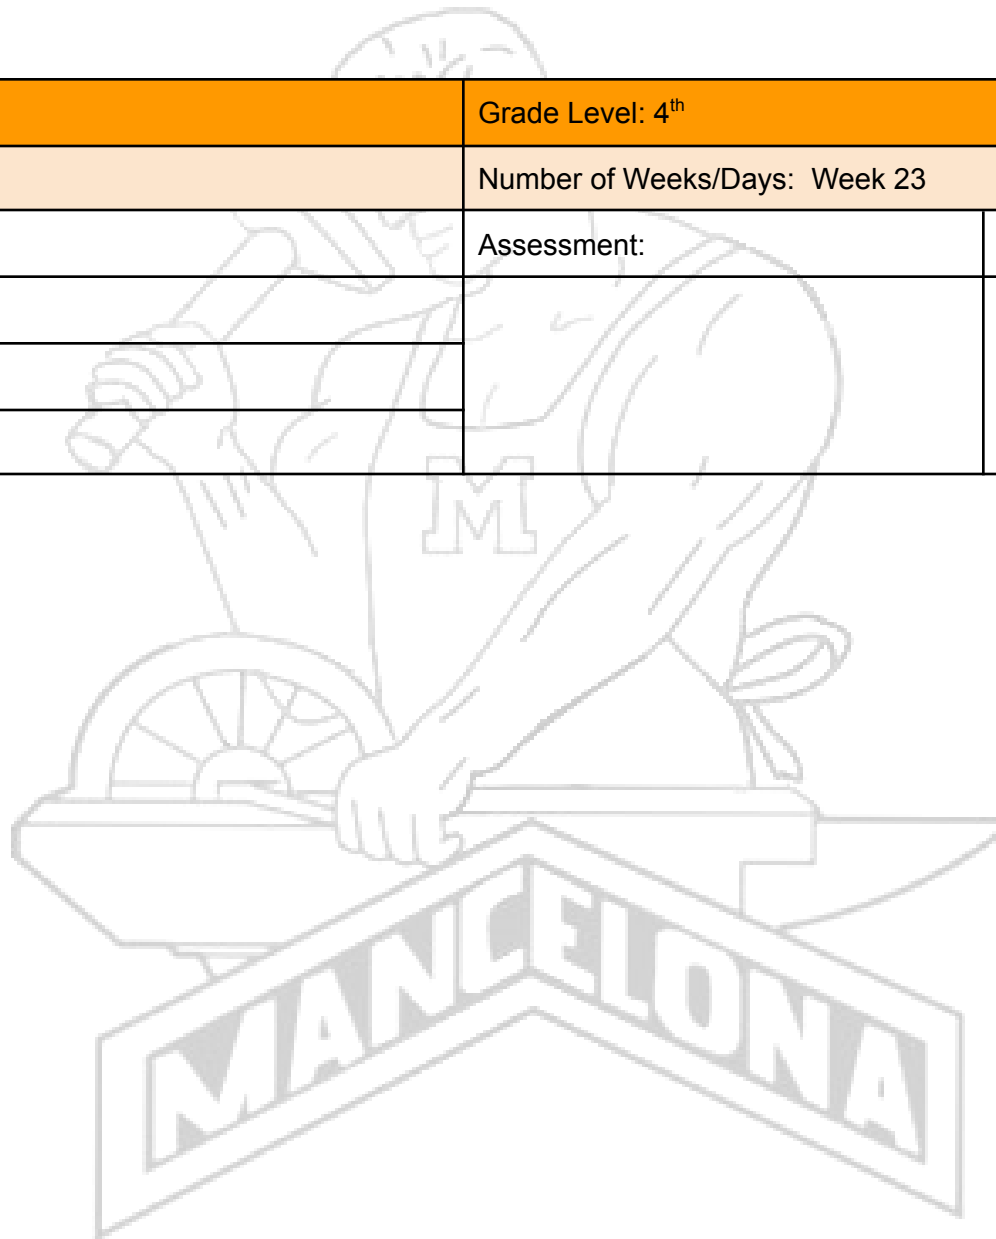 Grade Level: 4th
Number of Weeks/Days: Week 23
Assessment:
M
MANCELONA